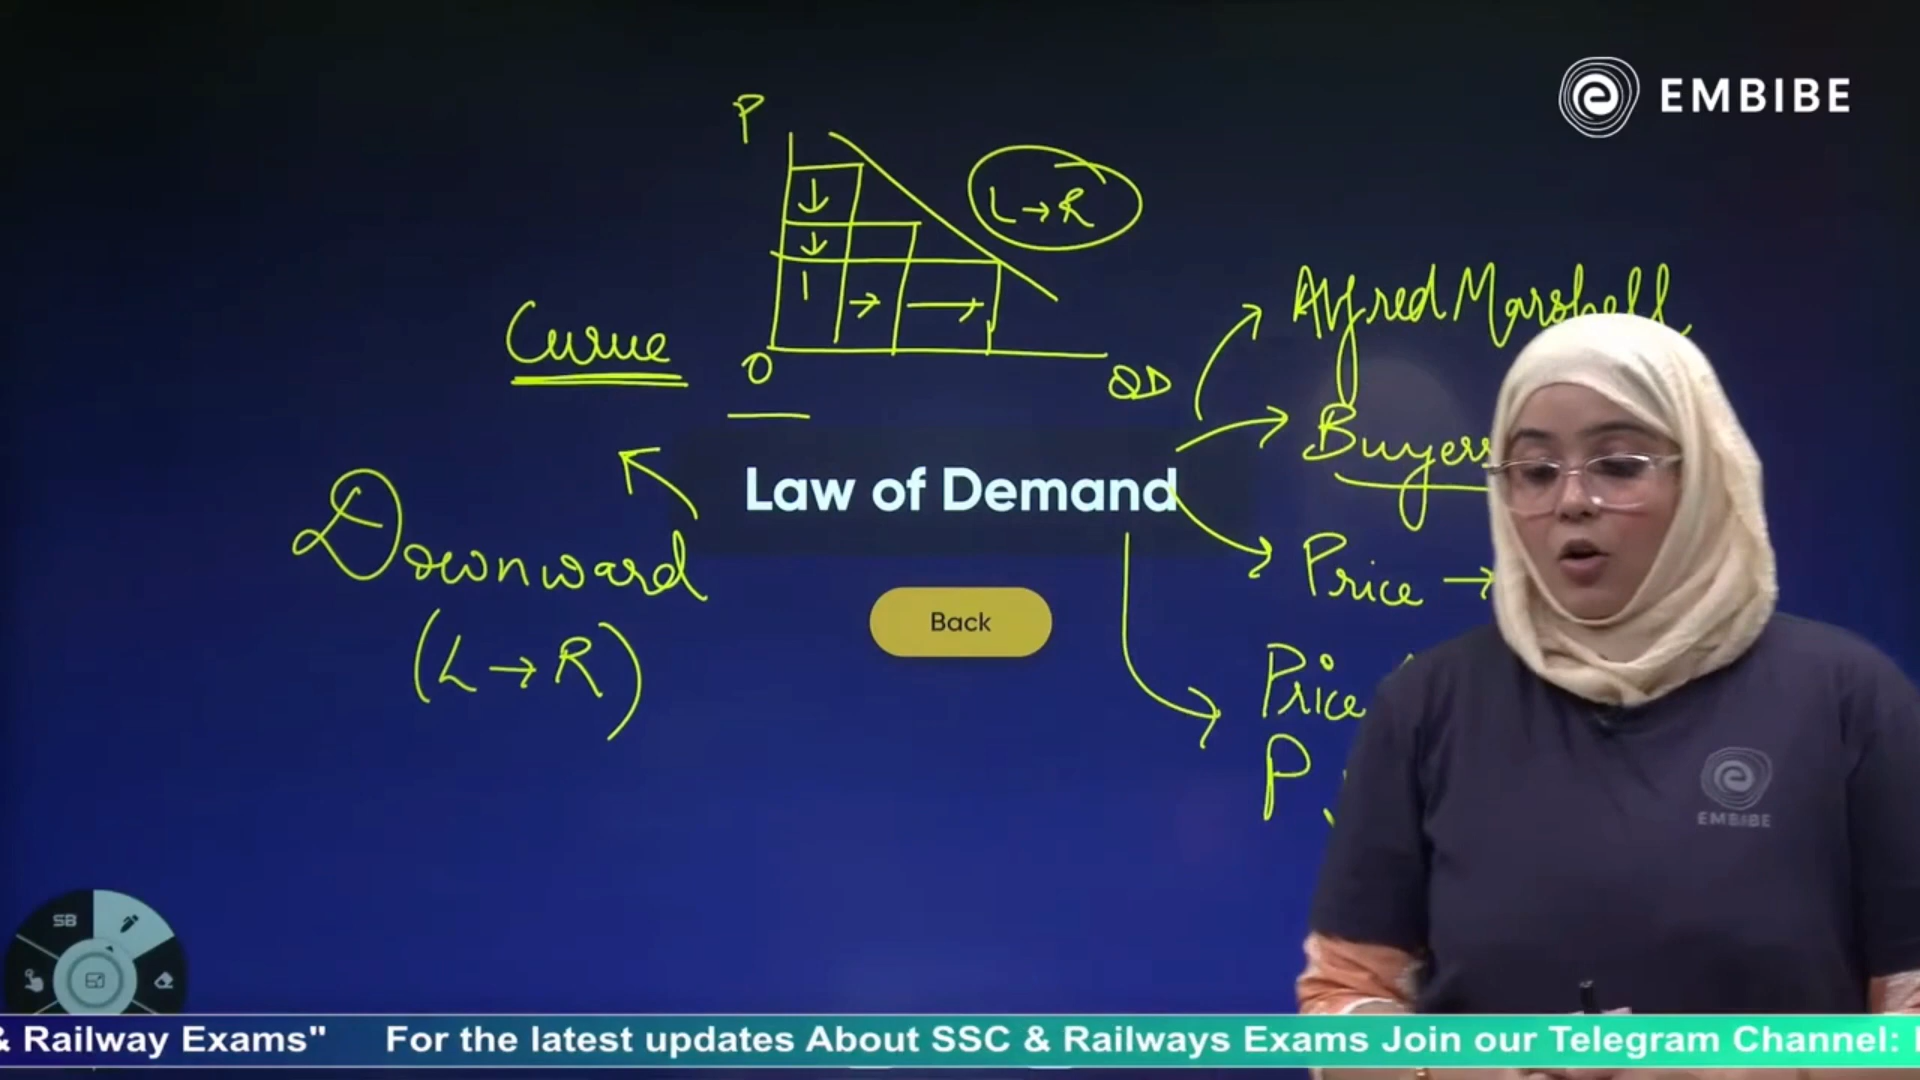 EMBIBE
P
L→R
Alfred Marshall
Curve
O
QD
Buyers
Law of Demand
Downward
Price →
Back
(L→R)
Price
P
EMBIBE
SB
& Railway Exams" For the latest updates About SSC & Railways Exams Join our Telegram Channel: